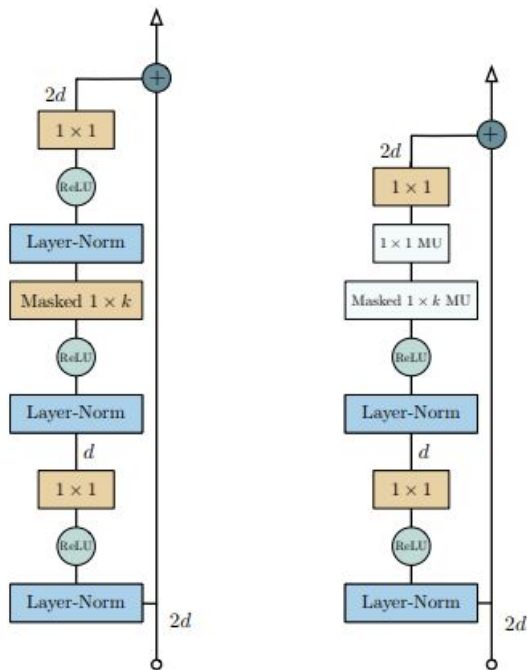 +
2d
1 × 1
ReLU
Layer-Norm
Masked 1 × k
ReLU
Layer-Norm
d
1 × 1
ReLU
Layer-Norm
2d
+
2d
1 × 1
1 × 1 MU
Masked 1 × k MU
ReLU
Layer-Norm
d
1 × 1
ReLU
Layer-Norm
2d